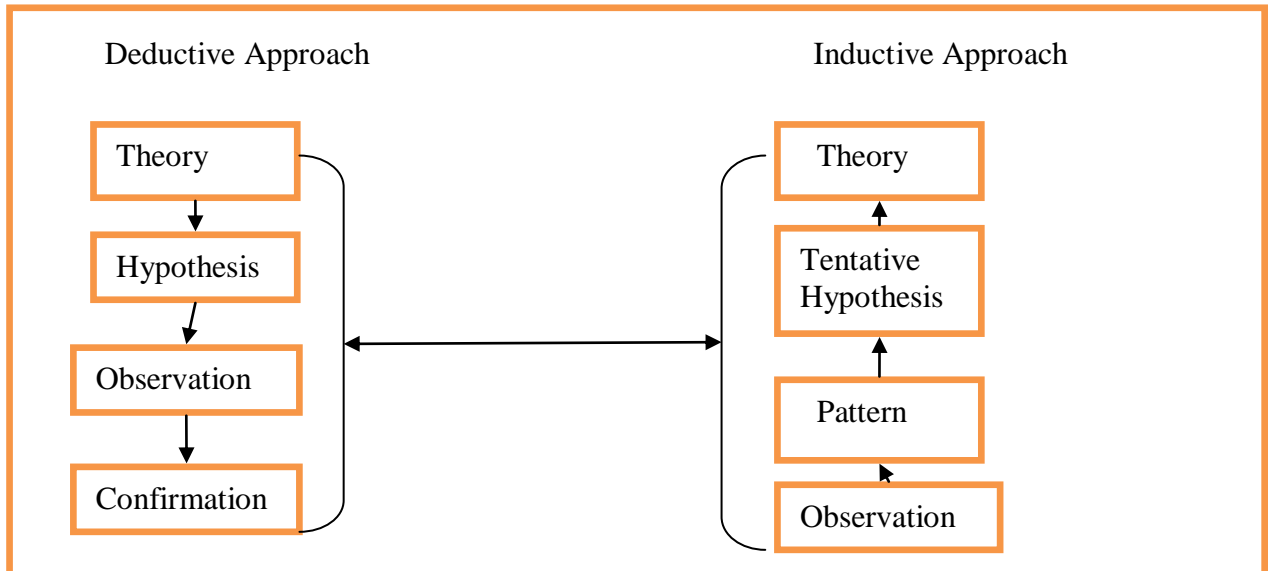 Deductive Approach
Inductive Approach
Theory
Hypothesis
Observation
Confirmation
Theory
Tentative
Hypothesis
Pattern
Observation